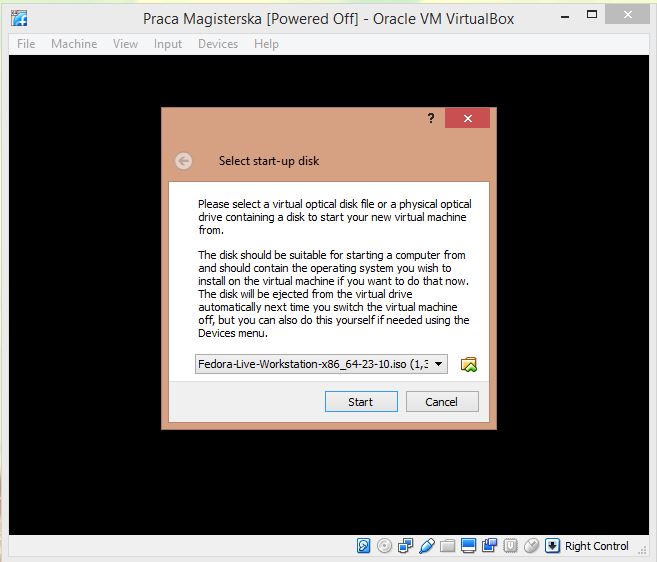 Praca Magisterska [Powered Off] - Oracle VM VirtualBox
File Machine View Input Devices Help
?
Select start-up disk
Please select a virtual optical disk file or a physical optical
drive containing a disk to start your new virtual machine
from.
The disk should be suitable for starting a computer from
and should contain the operating system you wish to
install on the virtual machine if you want to do that now.
The disk will be ejected from the virtual drive
automatically next time you switch the virtual machine
off, but you can also do this yourself if needed using the
Devices menu.
Fedora-Live-Workstation-x86_64-23-10.iso (1,3
Start Cancel
Right Control